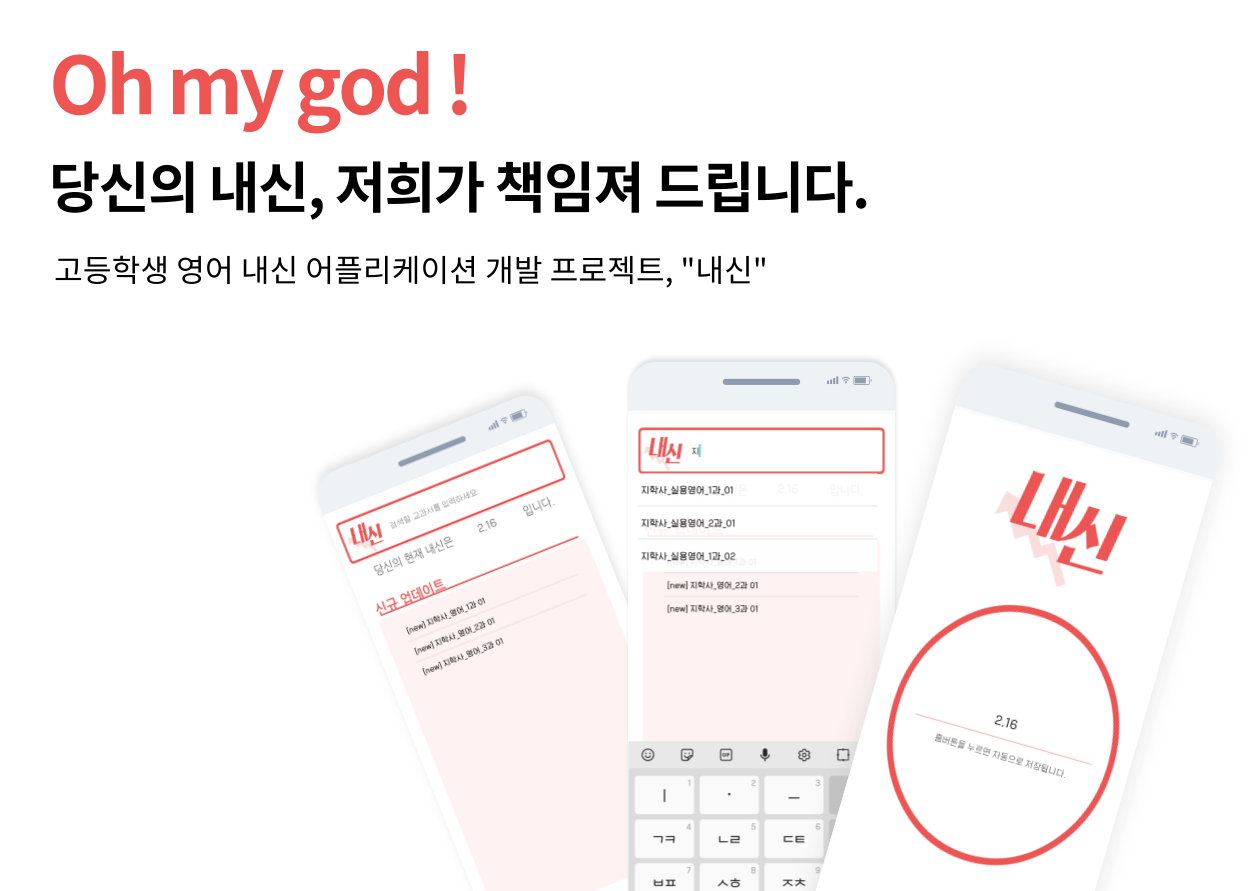 Oh my god !
당신의 내신, 저희가 책임져 드립니다.
고등학생 영어 내신 어플리케이션 개발 프로젝트, "내신"
내신 검색할 교과서를 입력하세요.
당신의 현재 내신은 2.16 입니다.
신규 업데이트
[new] 지학사_영어_1과 01
[new] 지학사_영어_2과 01
[new] 지학사_영어_3과 01
내신 지
지학사_실용영어_1과_01
2.16 입니다.
지학사_실용영어_2과_01
지학사_실용영어_1과_02
[new] 지학사_영어_2과 01
[new] 지학사_영어_3과 01
GIF
ㅣ 1
· 2
ㅡ 3
ㄱㅋ 4
ㄴㄹ 5
ㄷㅌ 6
ㅂㅍ 7
ㅅㅎ 8
ㅈㅊ 9
내신
2.16
홈버튼을 누르면 자동으로 저장됩니다.